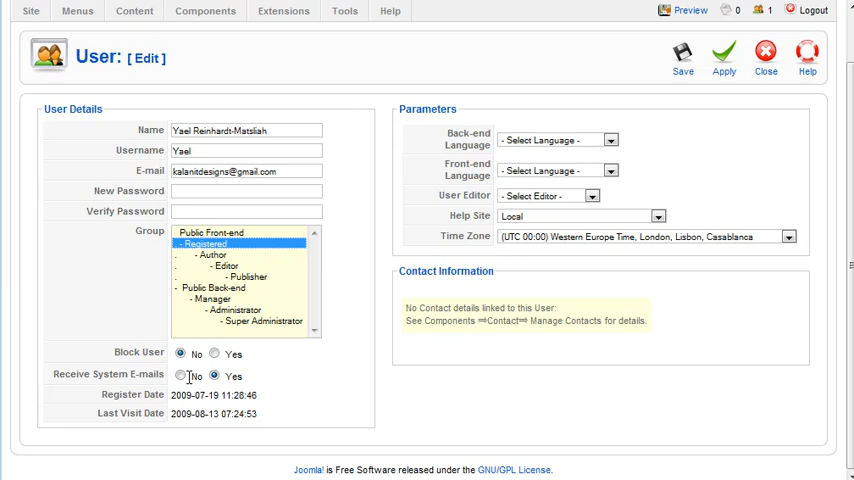 Site Menus Content Components Extensions Tools Help Preview 0 1 Logout
User: [ Edit ] Save Apply Close Help
User Details
Name Yael Reinhardt-Matsliah
Username Yael
E-mail kalanitdesigns@gmail.com
New Password
Verify Password
Group Public Front-end
- Registered
. - Author
. - Editor
. - Publisher
- Public Back-end
. - Manager
. - Administrator
. - Super Administrator
Block User No Yes
Receive System E-mails No Yes
Register Date 2009-07-19 11:28:46
Last Visit Date 2009-08-13 07:24:53
Parameters
Back-end Language - Select Language -
Front-end Language - Select Language -
User Editor - Select Editor -
Help Site Local
Time Zone (UTC 00:00) Western Europe Time, London, Lisbon, Casablanca
Contact Information
No Contact details linked to this User:
See Components ⇒Contact⇒ Manage Contacts for details.
Joomla! is Free Software released under the GNU/GPL License.